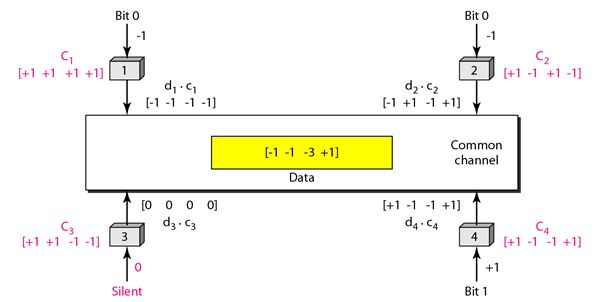 Bit 0 Bit 0
-1 -1
C1 C2
[+1 +1 +1 +1] 1 2 [+1 -1 +1 -1]
d1 · c1 d2 · c2
[-1 -1 -1 -1] [-1 +1 -1 +1]
[-1 -1 -3 +1]
Common
channel
Data
[0 0 0 0] [+1 -1 -1 +1]
C3 d3 · c3 d4 · c4 C4
[+1 +1 -1 -1] 3 4 [+1 -1 -1 +1]
0 +1
Silent Bit 1